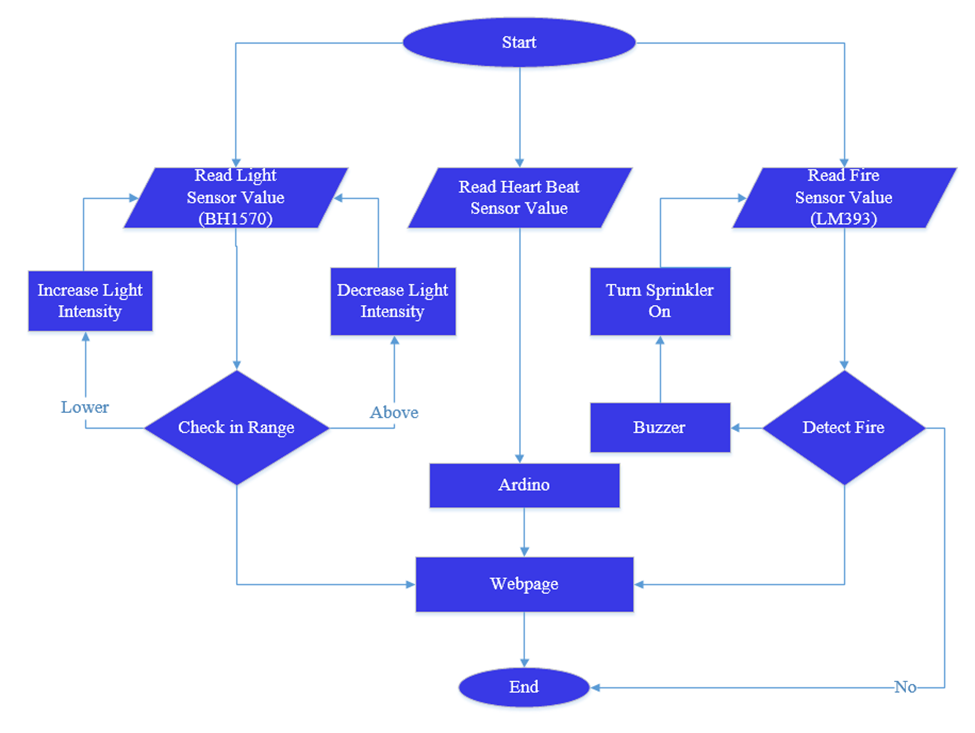 Start
Read Light
Sensor Value
(BH1570)
Read Heart Beat
Sensor Value
Read Fire
Sensor Value
(LM393)
Increase Light
Intensity
Decrease Light
Intensity
Turn Sprinkler
On
Lower
Above
Check in Range
Buzzer
Detect Fire
Ardino
Webpage
End
No